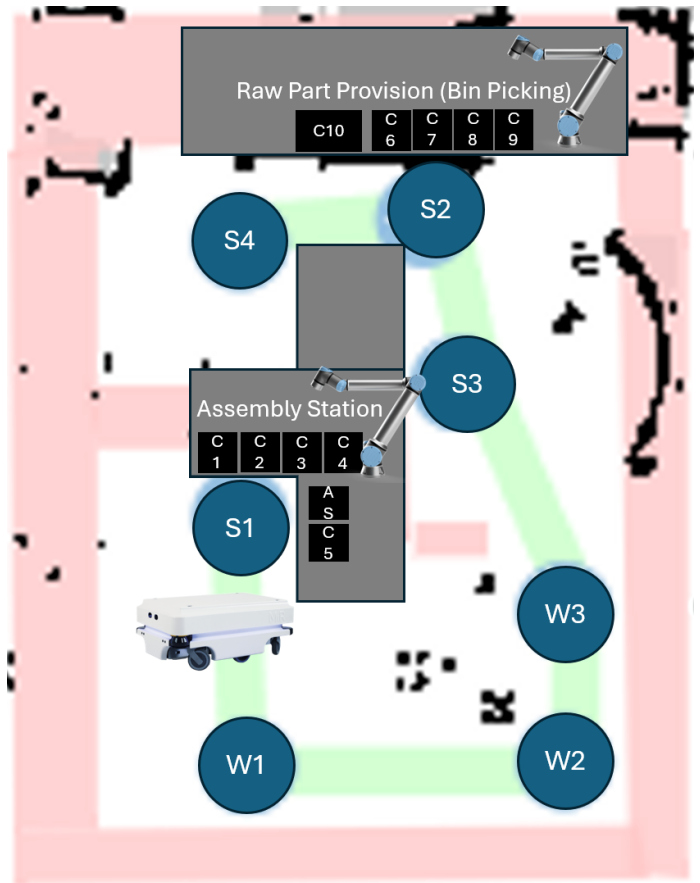 Raw Part Provision (Bin Picking)
C10
C
6
C
7
C
8
C
9
S4
S2
S3
Assembly Station
C
1
C
2
C
3
C
4
A
S
C
5
S1
W3
W1
W2